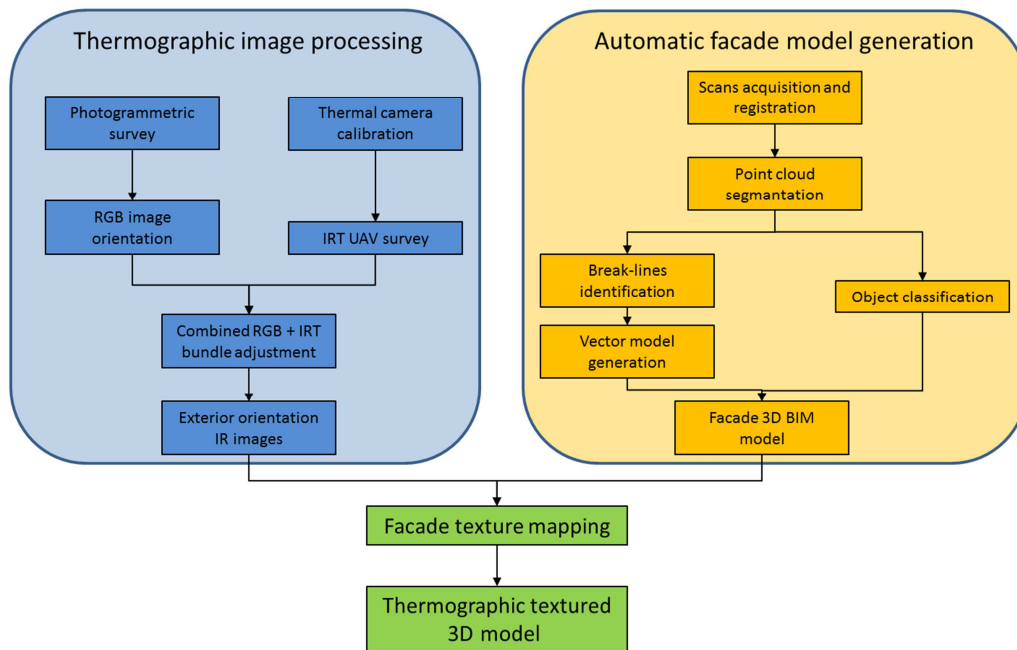 Thermographic image processing
Photogrammetric
survey
Thermal camera
calibration
RGB image
orientation
IRT UAV survey
Combined RGB + IRT
bundle adjustment
Exterior orientation
IR images
Automatic facade model generation
Scans acquisition and
registration
Point cloud
segmantation
Break-lines
identification
Object classification
Vector model
generation
Facade 3D BIM
model
Facade texture mapping
Thermographic textured
3D model